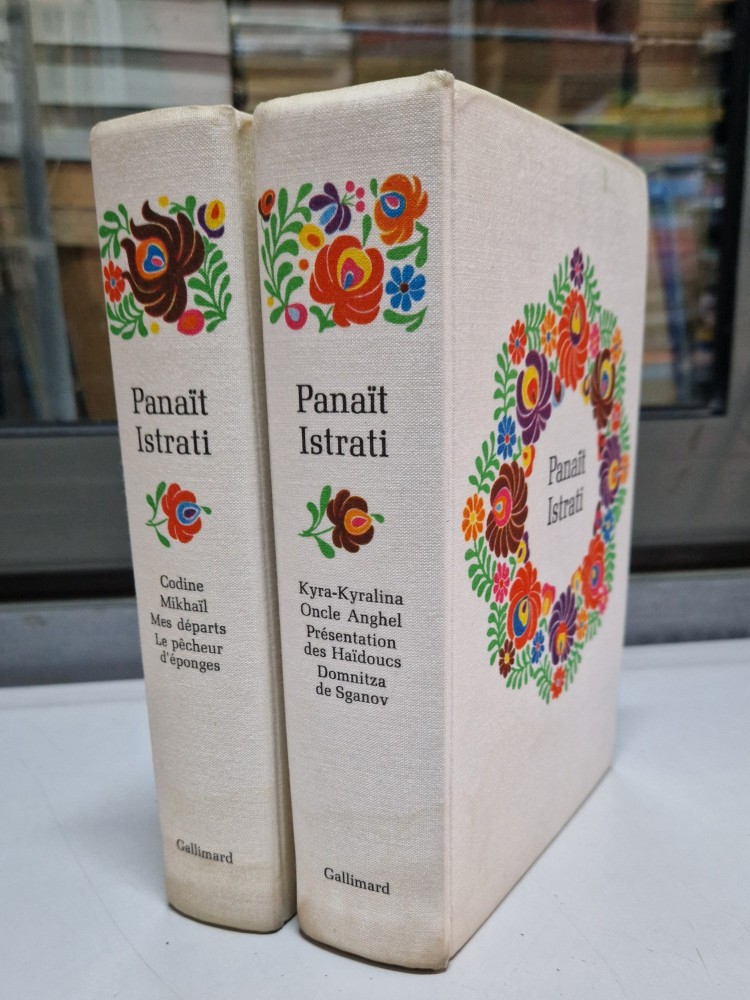 Panaït
Istrati
Codine
Mikhaïl
Mes départs
Le pêcheur
d'éponges
Gallimard
Panaït
Istrati
Kyra-Kyralina
Oncle Anghel
Présentation
des Haïdoucs
Domnitza
de Sganov
Gallimard
Panaït
Istrati